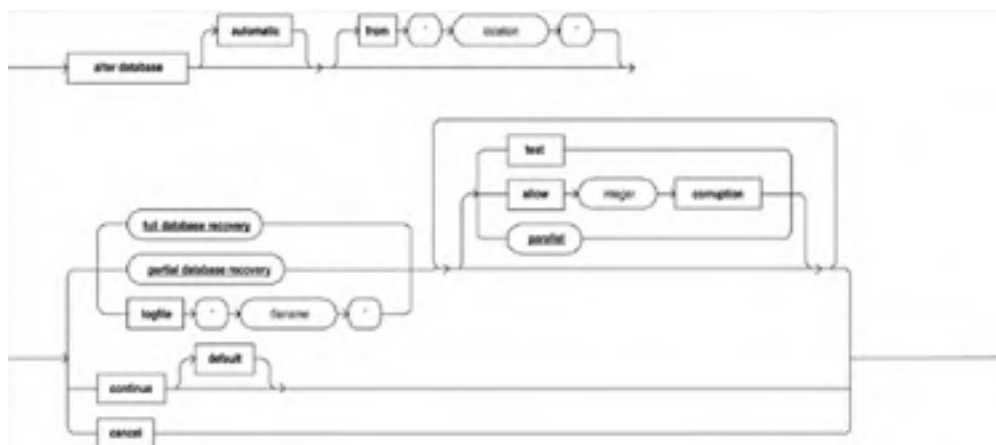 automatic
from ' location '
alter database
test
allow integer corruption
parallel
full database recovery
partial database recovery
logfile ' filename '
default
continue
cancel